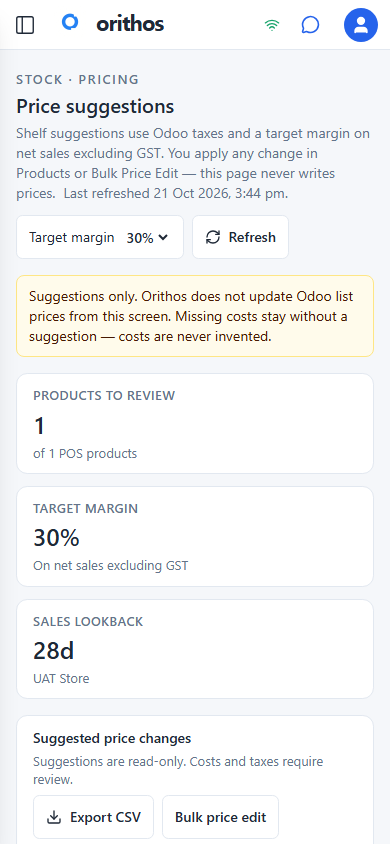 orithos
STOCK · PRICING
Price suggestions
Shelf suggestions use Odoo taxes and a target margin on
net sales excluding GST. You apply any change in
Products or Bulk Price Edit — this page never writes
prices. Last refreshed 21 Oct 2026, 3:44 pm.
Target margin 30%
Refresh
Suggestions only. Orithos does not update Odoo list
prices from this screen. Missing costs stay without a
suggestion — costs are never invented.
PRODUCTS TO REVIEW
1
of 1 POS products
TARGET MARGIN
30%
On net sales excluding GST
SALES LOOKBACK
28d
UAT Store
Suggested price changes
Suggestions are read-only. Costs and taxes require
review.
Export CSV
Bulk price edit